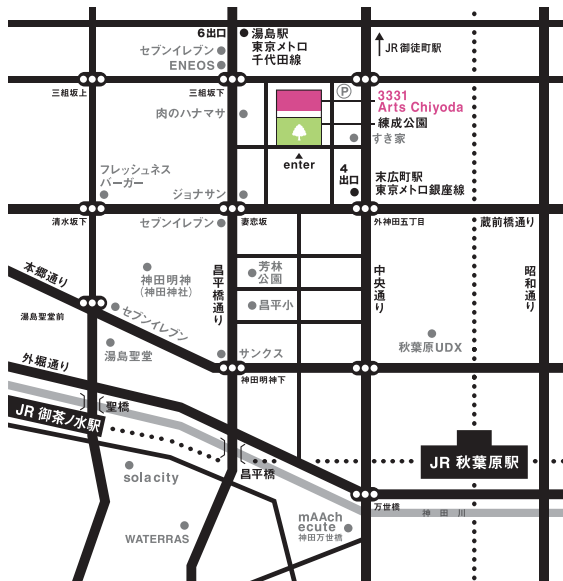 6出口
湯島駅
東京メトロ
千代田線
セブンイレブン
ENEOS
JR 御徒町駅
三組坂上
三組坂下
P
3331
Arts Chiyoda
肉のハナマサ
練成公園
すき家
enter
4
出口
末広町駅
東京メトロ銀座線
フレッシュネス
バーガー
ジョナサン
清水坂下
セブンイレブン
妻恋坂
外神田五丁目
蔵前橋通り
本郷通り
神田明神
(神田神社)
昌平橋通り
芳林
公園
中央通り
昭和通り
昌平小
セブンイレブン
湯島聖堂前
湯島聖堂
サンクス
秋葉原UDX
外堀通り
神田明神下
聖橋
JR 御茶ノ水駅
昌平橋
JR 秋葉原駅
solacity
万世橋
神田川
mAAch
ecute
神田万世橋
WATERRAS